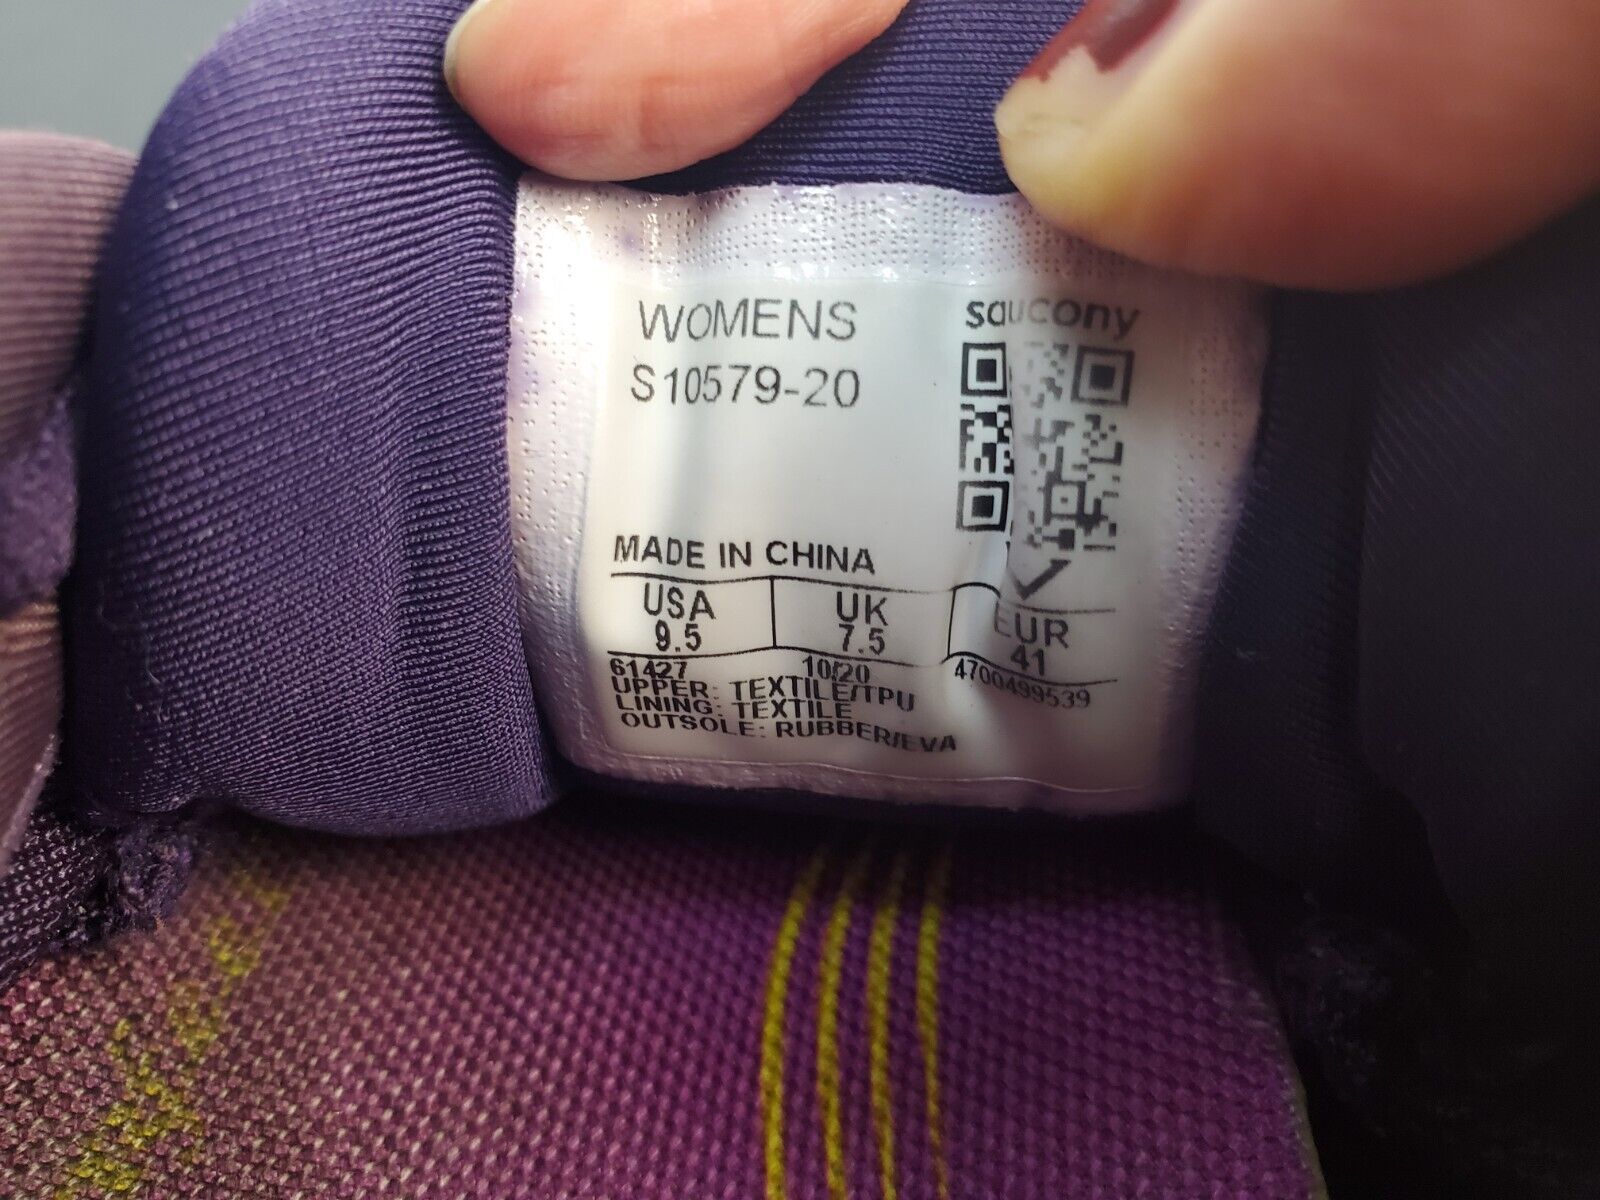 WOMENS
saucony
S10579-20
MADE IN CHINA
USA UK EUR
9.5 7.5 41
61427 10/20 4700499539
UPPER: TEXTILE/TPU
LINING: TEXTILE
OUTSOLE: RUBBER/EVA